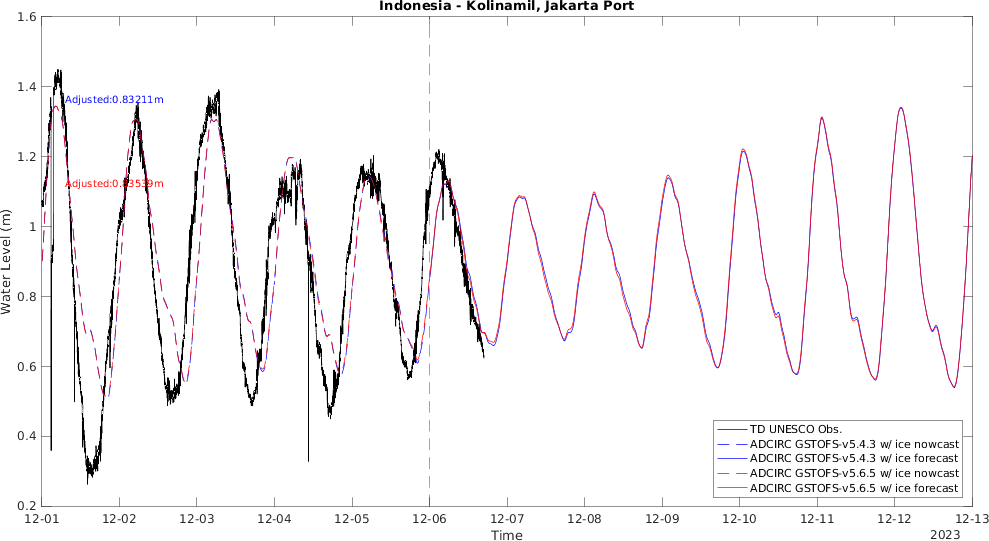 Indonesia - Kolinamil, Jakarta Port
1.6
1.4
1.2
1
0.8
0.6
0.4
0.2
Water Level (m)
Adjusted:0.83211m
Adjusted:0.83539m
TD UNESCO Obs.
ADCIRC GSTOFS-v5.4.3 w/ ice nowcast
ADCIRC GSTOFS-v5.4.3 w/ ice forecast
ADCIRC GSTOFS-v5.6.5 w/ ice nowcast
ADCIRC GSTOFS-v5.6.5 w/ ice forecast
12-01 12-02 12-03 12-04 12-05 12-06 12-07 12-08 12-09 12-10 12-11 12-12 12-13
Time
2023